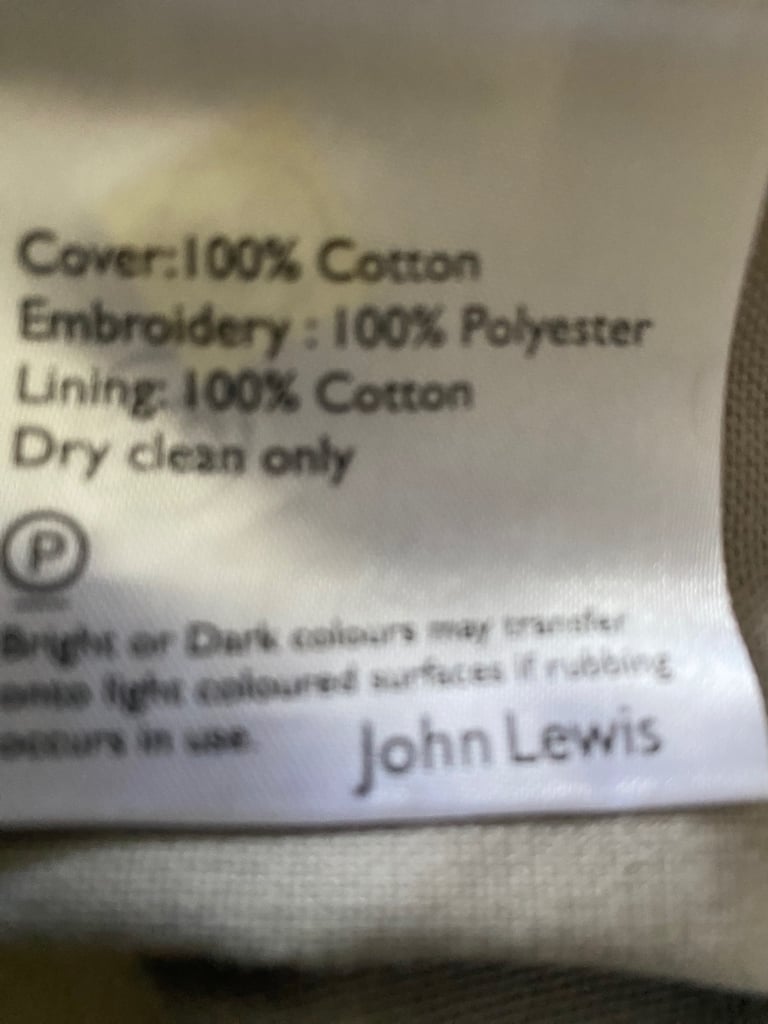 Cover:100% Cotton
Embroidery : 100% Polyester
Lining: 100% Cotton
Dry clean only
P
Bright or Dark colours may transfer
onto light coloured surfaces if rubbing
occurs in use.
John Lewis